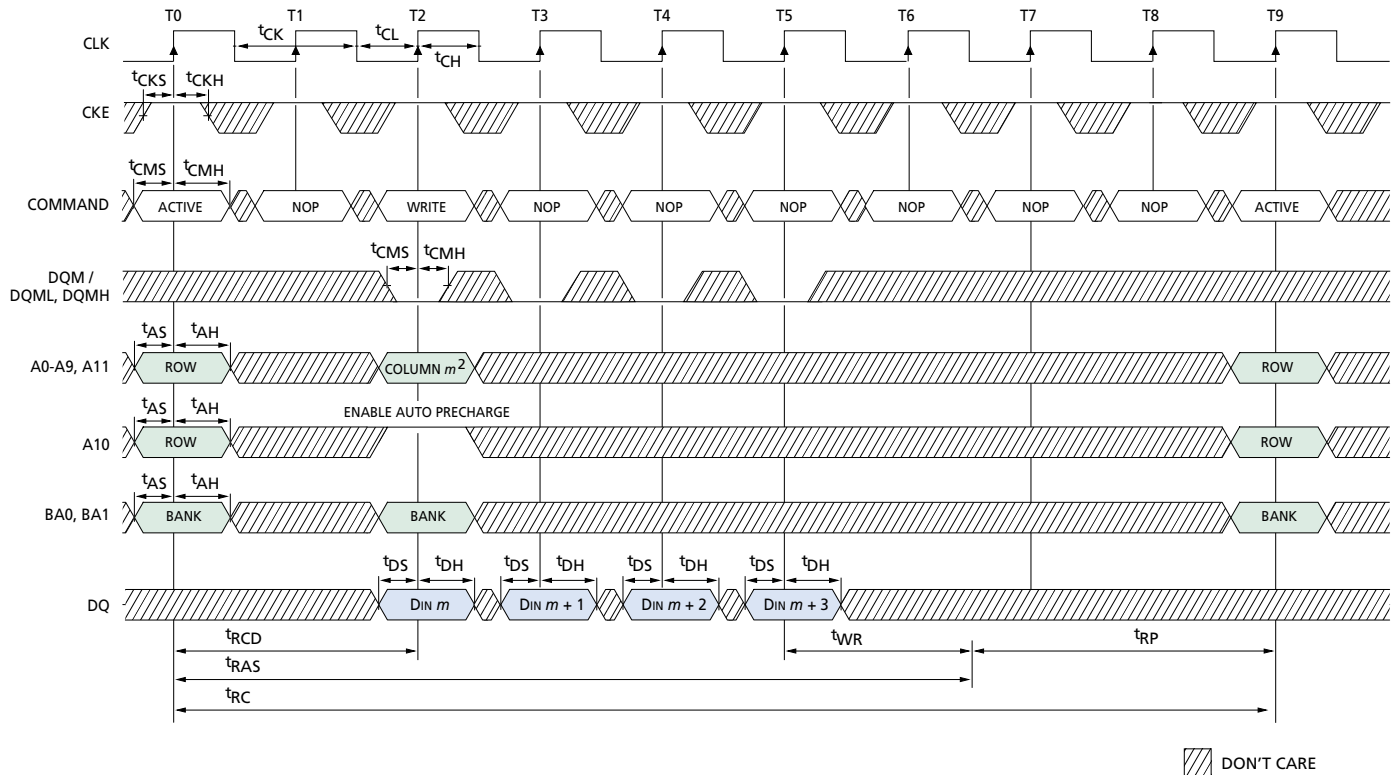 T0 T1 T2 T3 T4 T5 T6 T7 T8 T9
CLK
tCK tCL
tCH
tCKS tCKH
CKE
tCMS tCMH
COMMAND ACTIVE NOP WRITE NOP NOP NOP NOP NOP NOP ACTIVE
tCMS tCMH
DQM /
DQML, DQMH
tAS tAH
A0-A9, A11 ROW COLUMN m2 ROW
tAS tAH ENABLE AUTO PRECHARGE
A10 ROW ROW
tAS tAH
BA0, BA1 BANK BANK BANK
tDS tDH tDS tDH tDS tDH tDS tDH
DQ DIN m DIN m + 1 DIN m + 2 DIN m + 3
tRCD tWR tRP
tRAS
tRC
DON'T CARE